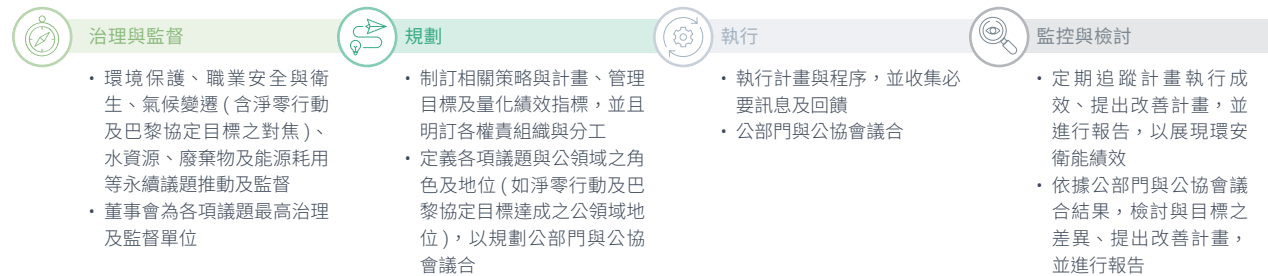 治理與監督
• 環境保護、職業安全與衛
生、氣候變遷 ( 含淨零行動
及巴黎協定目標之對焦 )、
水資源、廢棄物及能源耗用
等永續議題推動及監督
• 董事會為各項議題最高治理
及監督單位
規劃
• 制訂相關策略與計畫、管理
目標及量化績效指標，並且
明訂各權責組織與分工
• 定義各項議題與公領域之角
色及地位 ( 如淨零行動及巴
黎協定目標達成之公領域地
位 )，以規劃公部門與公協
會議合
執行
• 執行計畫與程序，並收集必
要訊息及回饋
• 公部門與公協會議合
監控與檢討
• 定期追蹤計畫執行成
效、提出改善計畫，並
進行報告，以展現環安
衛能績效
• 依據公部門與公協會議
合結果，檢討與目標之
差異、提出改善計畫，
並進行報告